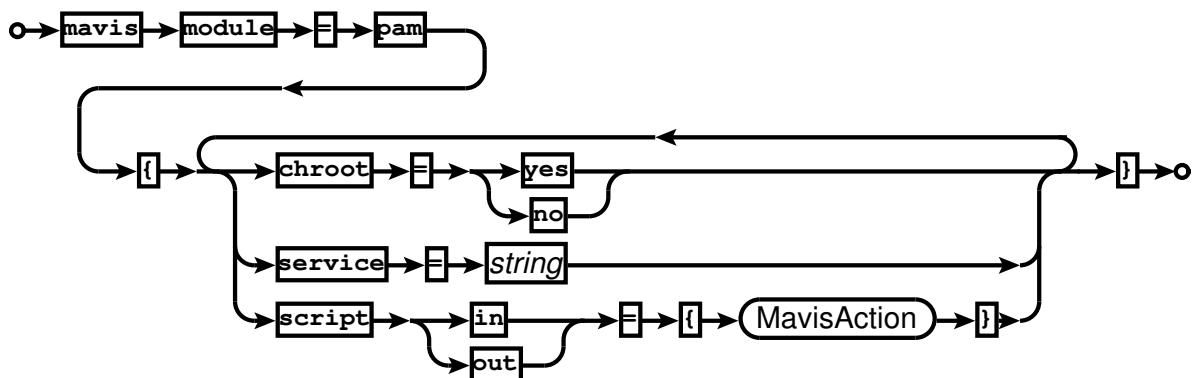 mavis module = pam
{ chroot = yes }
no
service = string
script in = { MavisAction }
out